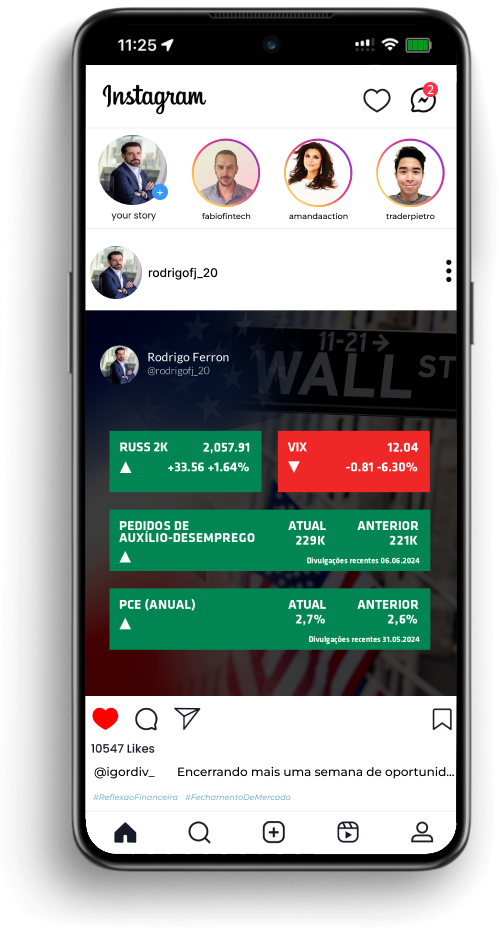 11:25
Instagram
2
your story
fabiofintech
amandaaction
traderpietro
rodrigofj_20
Rodrigo Ferron
@rodrigofj_20
11-21
WALL ST
RUSS 2K 2,057.91
+33.56 +1.64%
VIX 12.04
-0.81 -6.30%
PEDIDOS DE AUXÍLIO-DESEMPREGO
ATUAL ANTERIOR
229K 221K
Divulgações recentes 06.06.2024
PCE (ANUAL) ATUAL ANTERIOR
2,7% 2,6%
Divulgações recentes 31.05.2024
10547 Likes
@igordiv_ Encerrando mais uma semana de oportunid...
#ReflexaoFinanceira #FechamentoDeMercado